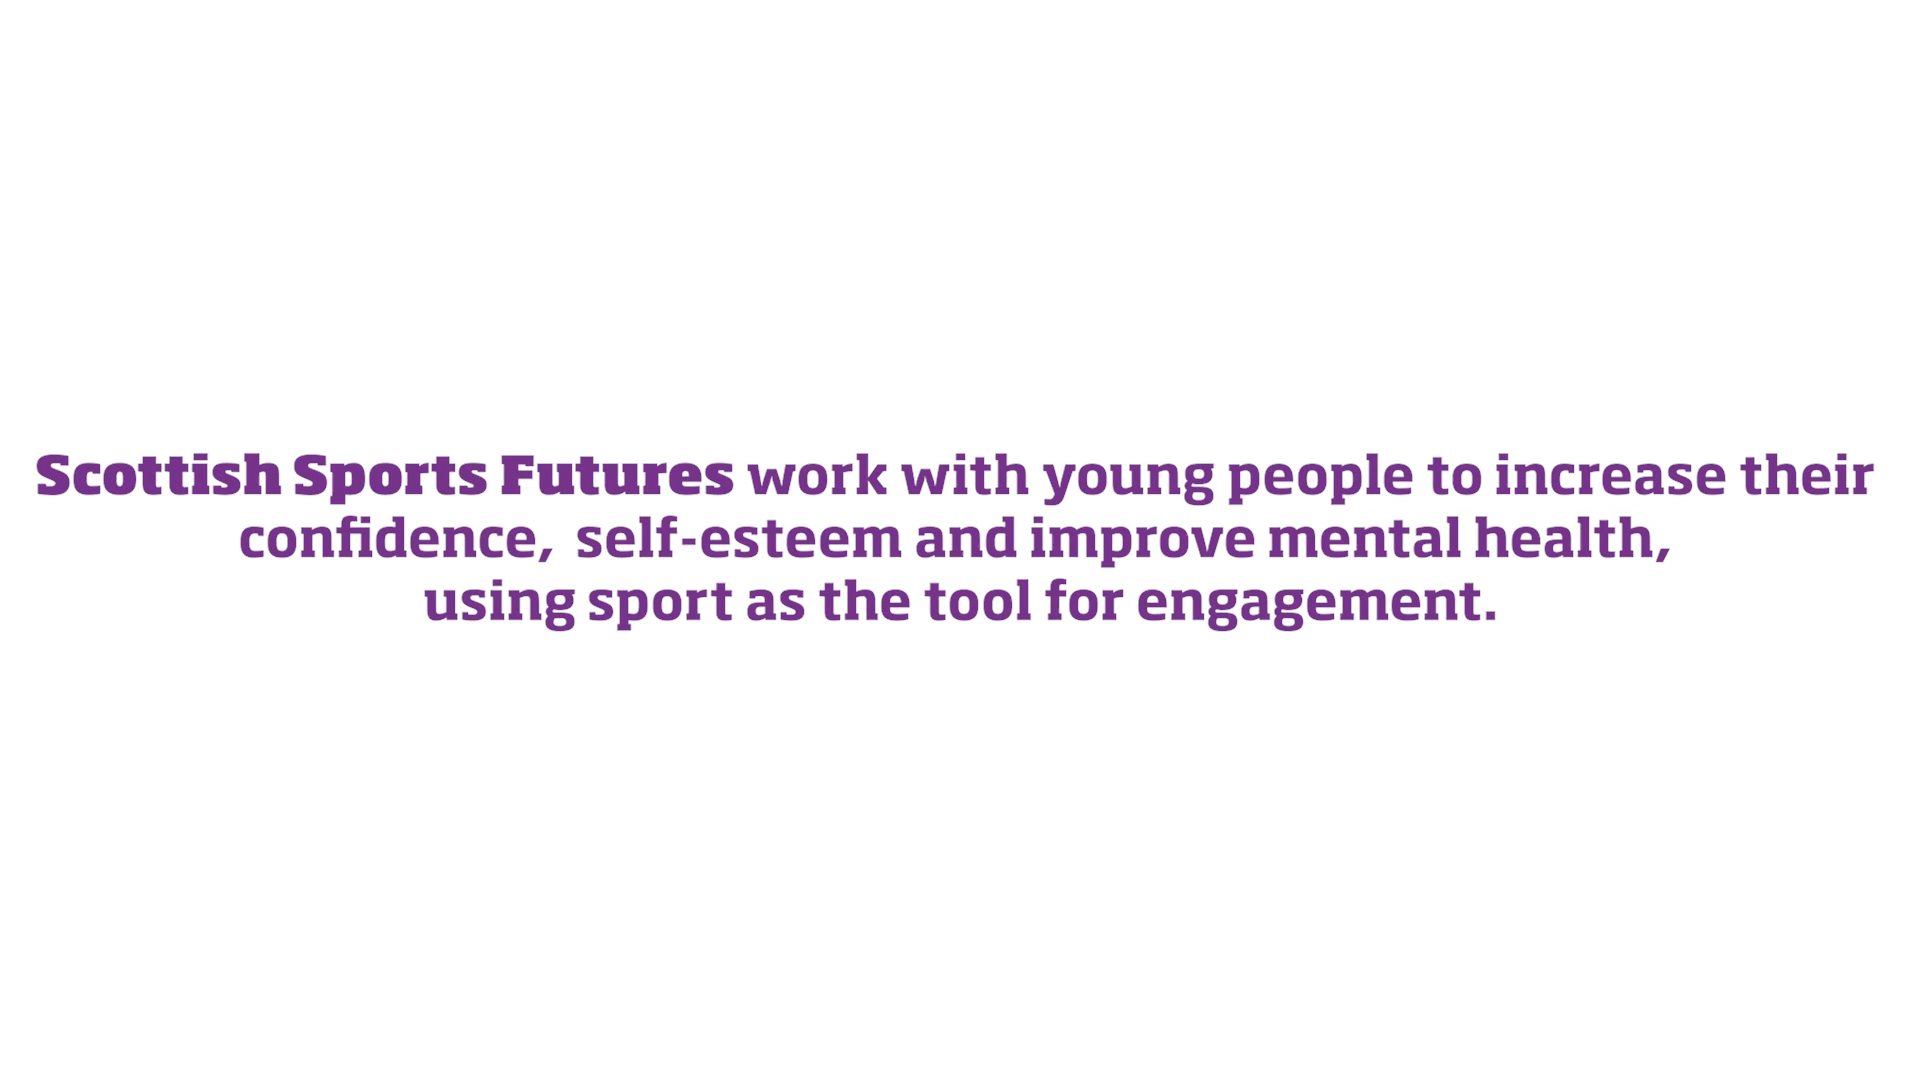 Scottish Sports Futures work with young people to increase their
confidence, self-esteem and improve mental health,
using sport as the tool for engagement.